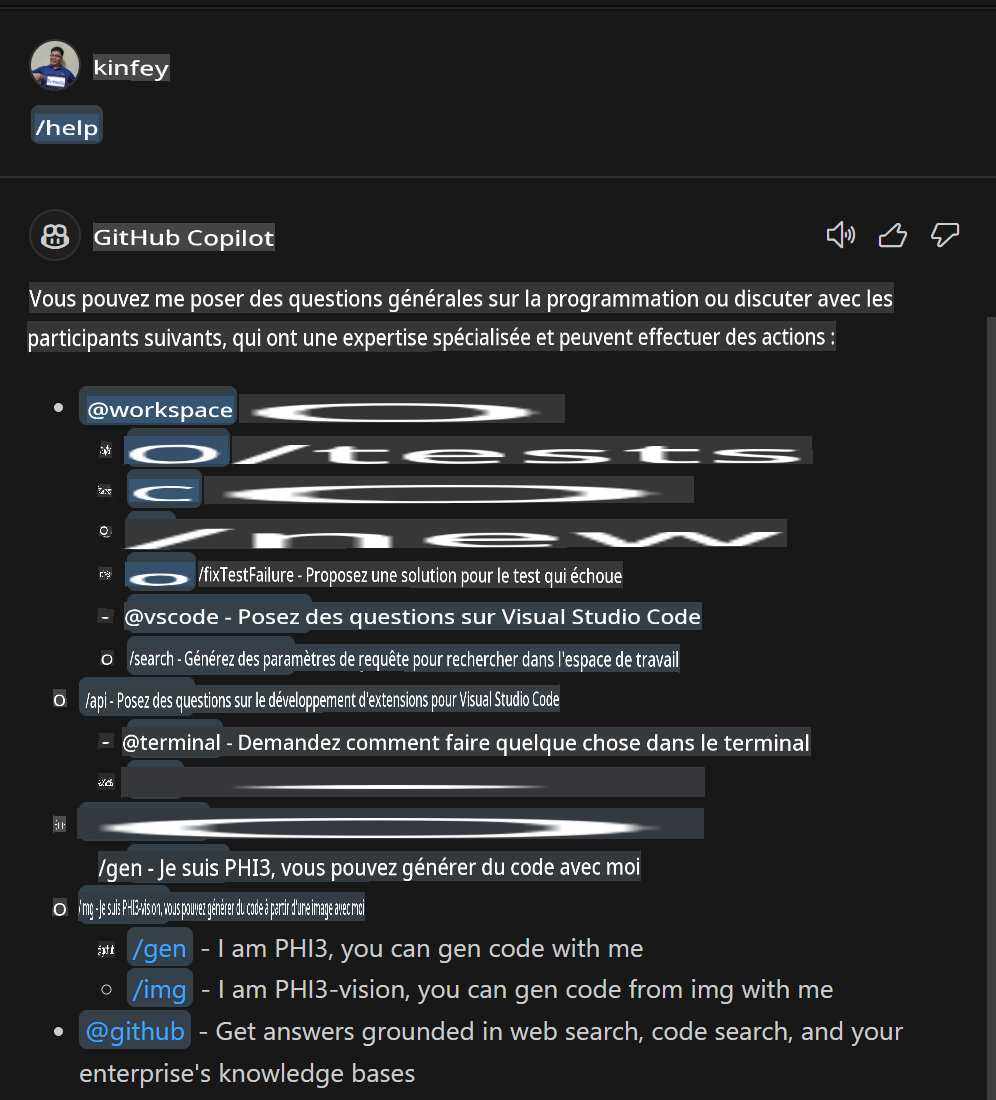 kinfey
/help
GitHub Copilot
Vous pouvez me poser des questions générales sur la programmation ou discuter avec les
participants suivants, qui ont une expertise spécialisée et peuvent effectuer des actions :
@workspace O
O/tests
c O
O /new
o /fixTestFailure - Proposez une solution pour le test qui échoue
- @vscode - Posez des questions sur Visual Studio Code
O /search - Générez des paramètres de requête pour rechercher dans l'espace de travail
O /api - Posez des questions sur le développement d'extensions pour Visual Studio Code
- @terminal - Demandez comment faire quelque chose dans le terminal
O
/gen - Je suis PHI3, vous pouvez générer du code avec moi
O /img - Je suis PHI3-vision, vous pouvez générer du code à partir d'une image avec moi
/gen - I am PHI3, you can gen code with me
/img - I am PHI3-vision, you can gen code from img with me
@github - Get answers grounded in web search, code search, and your
enterprise's knowledge bases